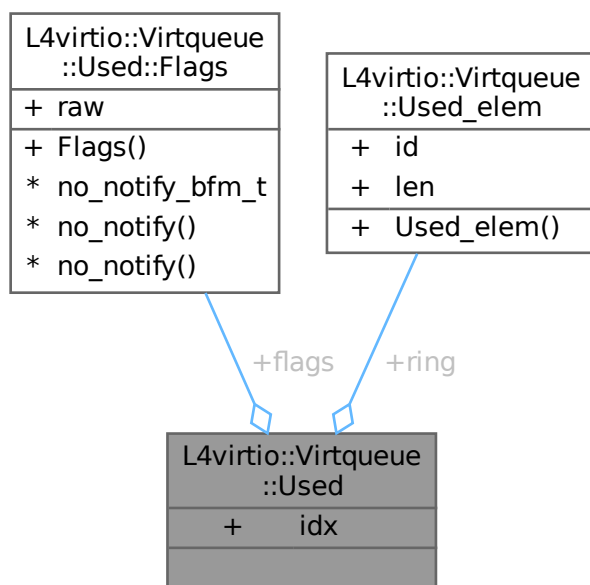 L4virtio::Virtqueue
::Used::Flags
+ raw
+ Flags()
* no_notify_bfm_t
* no_notify()
* no_notify()
L4virtio::Virtqueue
::Used_elem
+ id
+ len
+ Used_elem()
+flags
+ring
L4virtio::Virtqueue
::Used
+ idx